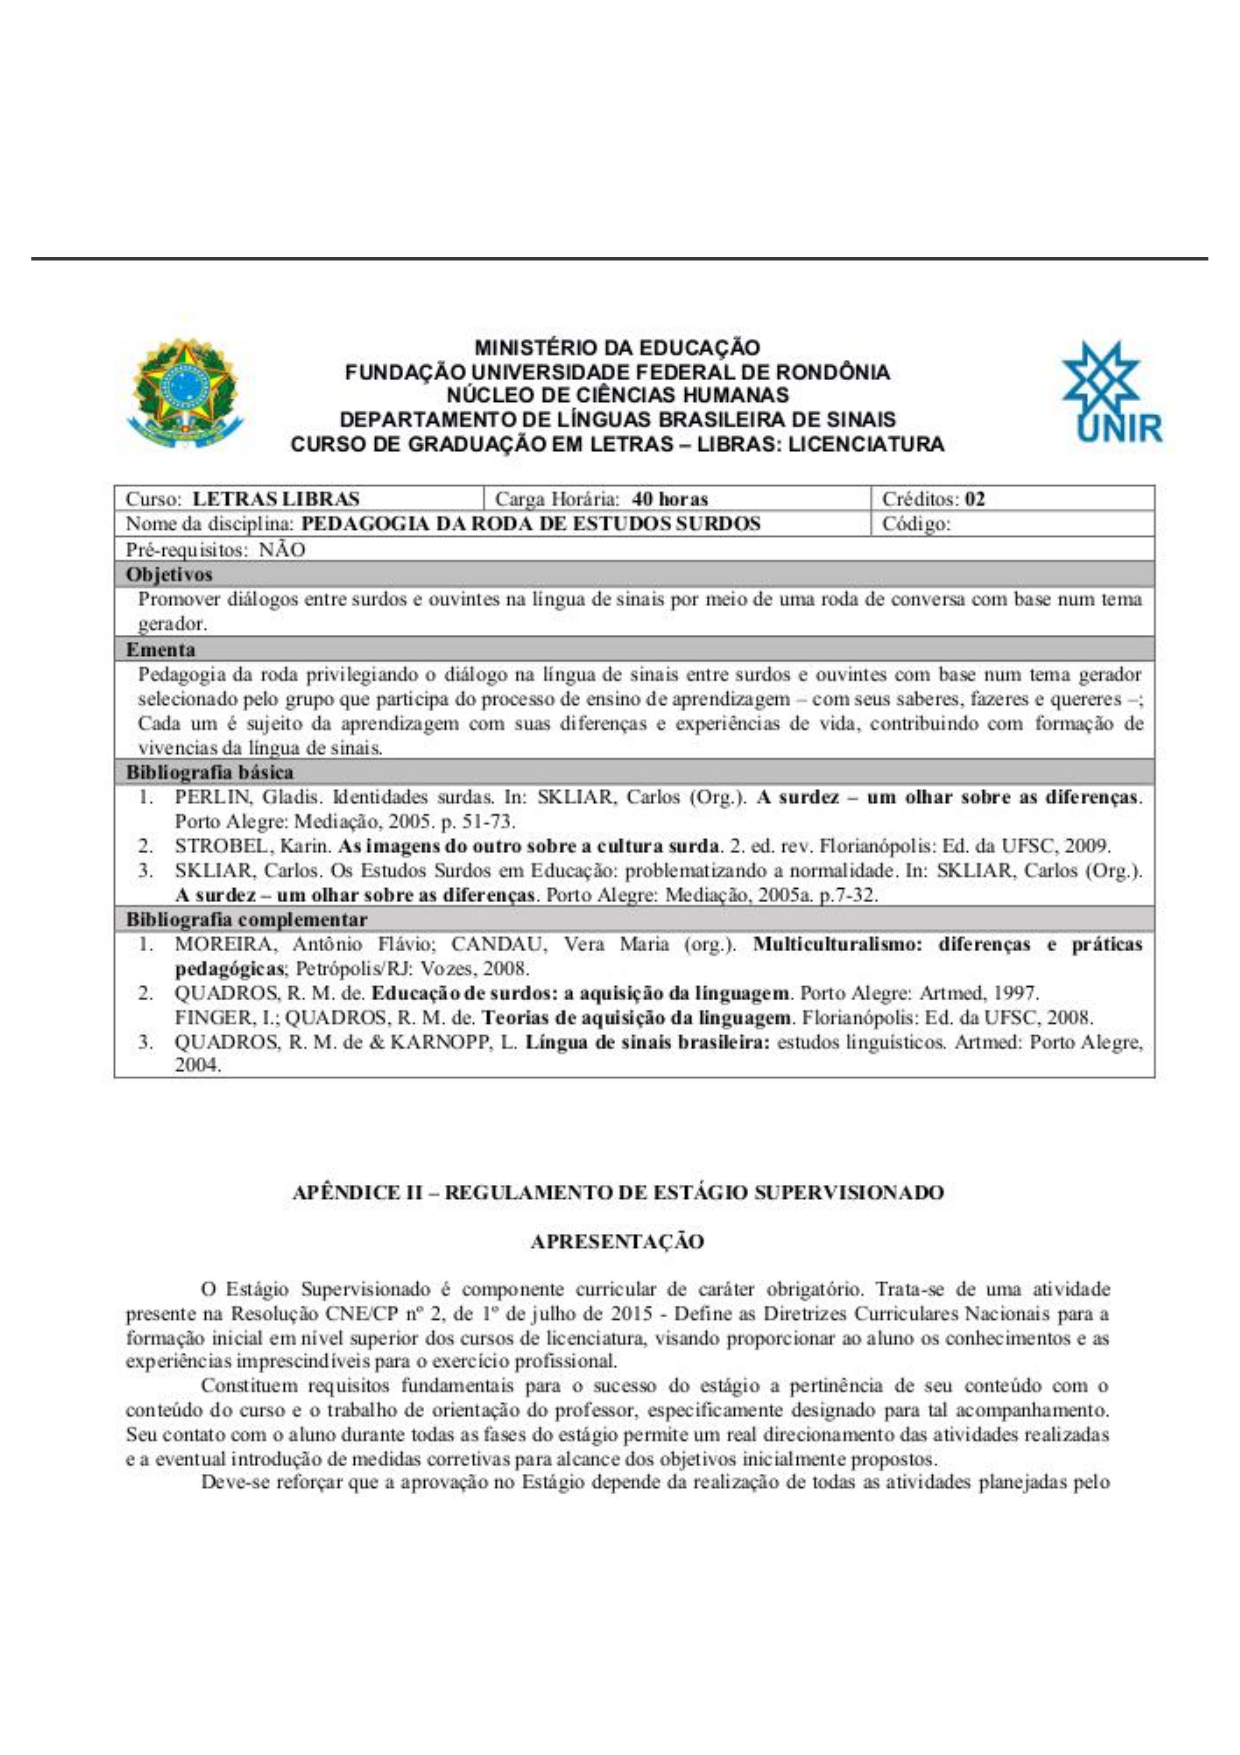 MINISTÉRIO DA EDUCAÇÃO
FUNDAÇÃO UNIVERSIDADE FEDERAL DE RONDÔNIA
NÚCLEO DE CIÊNCIAS HUMANAS
DEPARTAMENTO DE LÍNGUAS BRASILEIRA DE SINAIS
CURSO DE GRADUAÇÃO EM LETRAS – LIBRAS: LICENCIATURA
UNIR
Curso: LETRAS LIBRAS Carga Horária: 40 horas Créditos: 02
Nome da disciplina: PEDAGOGIA DA RODA DE ESTUDOS SURDOS Código:
Pré-requisitos: NÃO
Objetivos
Promover diálogos entre surdos e ouvintes na língua de sinais por meio de uma roda de conversa com base num tema
gerador.
Ementa
Pedagogia da roda privilegiando o diálogo na língua de sinais entre surdos e ouvintes com base num tema gerador
selecionado pelo grupo que participa do processo de ensino de aprendizagem – com seus saberes, fazeres e quereres –;
Cada um é sujeito da aprendizagem com suas diferenças e experiências de vida, contribuindo com formação de
vivencias da língua de sinais.
Bibliografia básica
1. PERLIN, Gladis. Identidades surdas. In: SKLIAR, Carlos (Org.). A surdez – um olhar sobre as diferenças.
Porto Alegre: Mediação, 2005. p. 51-73.
2. STROBEL, Karin. As imagens do outro sobre a cultura surda. 2. ed. rev. Florianópolis: Ed. da UFSC, 2009.
3. SKLIAR, Carlos. Os Estudos Surdos em Educação: problematizando a normalidade. In: SKLIAR, Carlos (Org.).
A surdez – um olhar sobre as diferenças. Porto Alegre: Mediação, 2005a. p.7-32.
Bibliografia complementar
1. MOREIRA, Antônio Flávio; CANDAU, Vera Maria (org.). Multiculturalismo: diferenças e práticas
pedagógicas; Petrópolis/RJ: Vozes, 2008.
2. QUADROS, R. M. de. Educação de surdos: a aquisição da linguagem. Porto Alegre: Artmed, 1997.
FINGER, I.; QUADROS, R. M. de. Teorias de aquisição da linguagem. Florianópolis: Ed. da UFSC, 2008.
3. QUADROS, R. M. de & KARNOPP, L. Língua de sinais brasileira: estudos linguísticos. Artmed: Porto Alegre,
2004.
APÊNDICE II – REGULAMENTO DE ESTÁGIO SUPERVISIONADO
APRESENTAÇÃO
O Estágio Supervisionado é componente curricular de caráter obrigatório. Trata-se de uma atividade
presente na Resolução CNE/CP nº 2, de 1º de julho de 2015 - Define as Diretrizes Curriculares Nacionais para a
formação inicial em nível superior dos cursos de licenciatura, visando proporcionar ao aluno os conhecimentos e as
experiências imprescindíveis para o exercício profissional.
Constituem requisitos fundamentais para o sucesso do estágio a pertinência de seu conteúdo com o
conteúdo do curso e o trabalho de orientação do professor, especificamente designado para tal acompanhamento.
Seu contato com o aluno durante todas as fases do estágio permite um real direcionamento das atividades realizadas
e a eventual introdução de medidas corretivas para alcance dos objetivos inicialmente propostos.
Deve-se reforçar que a aprovação no Estágio depende da realização de todas as atividades planejadas pelo